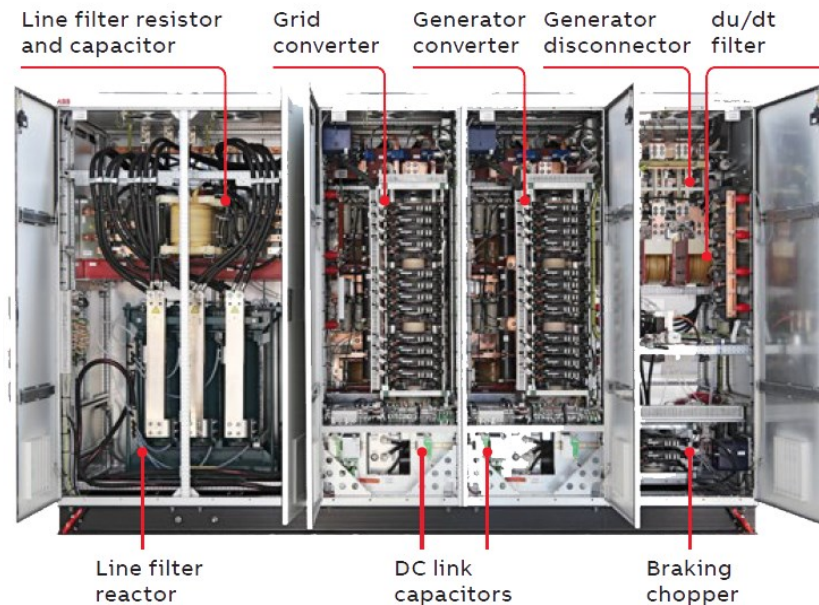 Line filter resistor
and capacitor
Grid
converter
Generator
converter
Generator
disconnector
du/dt
filter
ABB
Line filter
reactor
DC link
capacitors
Braking
chopper